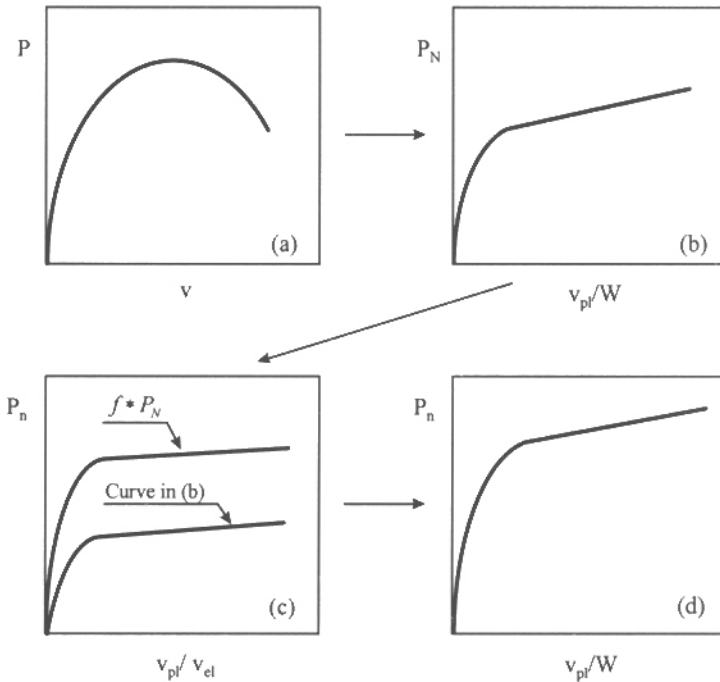 P
(a)
v
P_N
(b)
v_pl/W
P_n
f * P_N
Curve in (b)
(c)
v_pl / v_el
P_n
(d)
v_pl/W